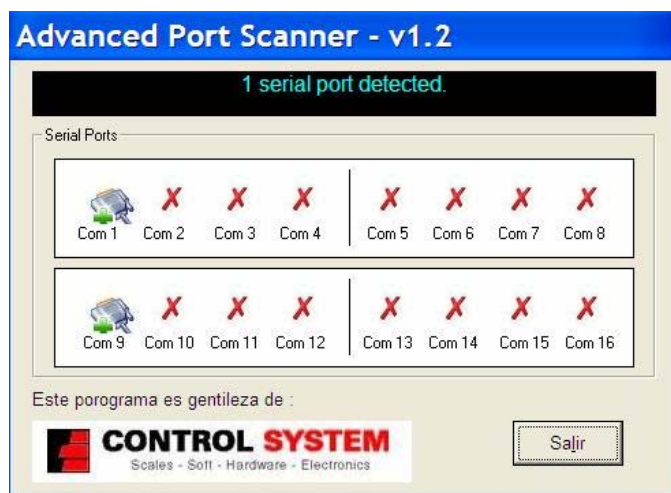 Advanced Port Scanner - v1.2
1 serial port detected.
Serial Ports
Com 1 Com 2 Com 3 Com 4 Com 5 Com 6 Com 7 Com 8
Com 9 Com 10 Com 11 Com 12 Com 13 Com 14 Com 15 Com 16
Este porograma es gentileza de :
CONTROL SYSTEM
Scales - Soft - Hardware - Electronics
Salir